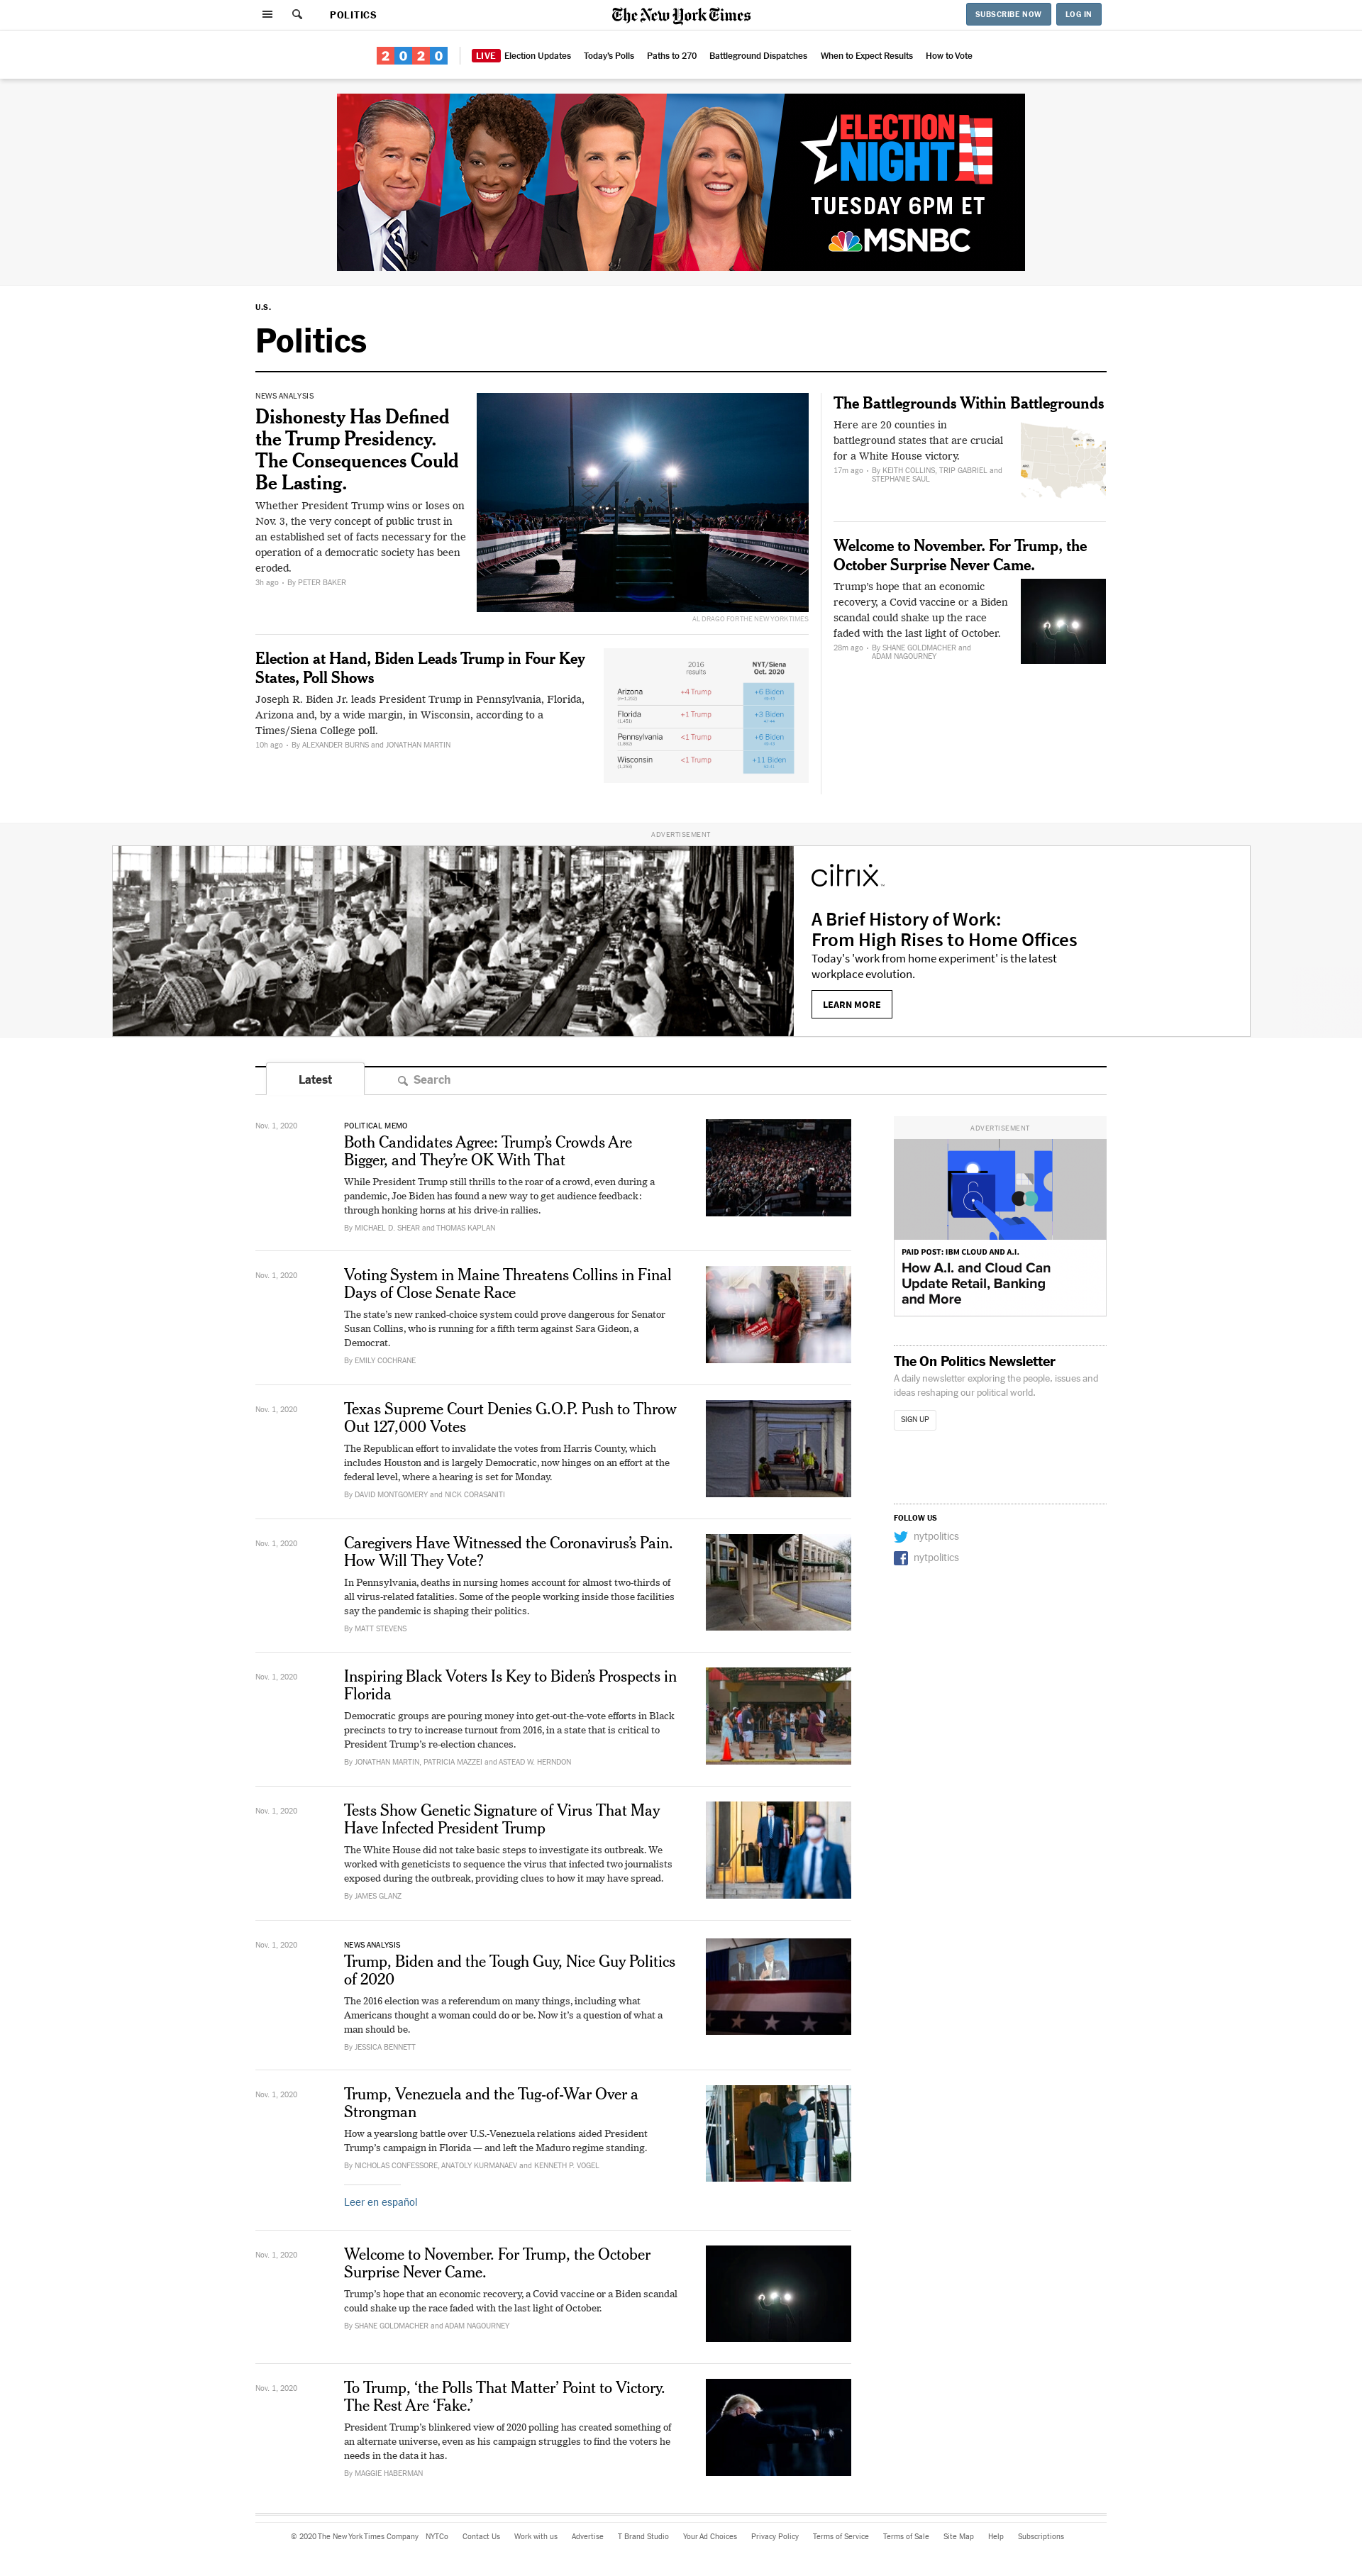 POLITICS
The New York Times
SUBSCRIBE NOW
LOG IN
2020
LIVE Election Updates
Today's Polls
Paths to 270
Battleground Dispatches
When to Expect Results
How to Vote
ELECTION
NIGHT
TUESDAY 6PM ET
MSNBC
U.S.
Politics
NEWS ANALYSIS
Dishonesty Has Defined
the Trump Presidency.
The Consequences Could
Be Lasting.
Whether President Trump wins or loses on
Nov. 3, the very concept of public trust in
an established set of facts necessary for the
operation of a democratic society has been
eroded.
3h ago • By PETER BAKER
AL DRAGO FOR THE NEW YORK TIMES
Election at Hand, Biden Leads Trump in Four Key
States, Poll Shows
Joseph R. Biden Jr. leads President Trump in Pennsylvania, Florida,
Arizona and, by a wide margin, in Wisconsin, according to a
Times/Siena College poll.
10h ago • By ALEXANDER BURNS and JONATHAN MARTIN
2016
results
NYT/Siena
Oct. 2020
Arizona +4 Trump +6 Biden
Florida +1 Trump +3 Biden
Pennsylvania <1 Trump +6 Biden
Wisconsin <1 Trump +11 Biden
The Battlegrounds Within Battlegrounds
Here are 20 counties in
battleground states that are crucial
for a White House victory.
17m ago • By KEITH COLLINS, TRIP GABRIEL and
STEPHANIE SAUL
Welcome to November. For Trump, the
October Surprise Never Came.
Trump's hope that an economic
recovery, a Covid vaccine or a Biden
scandal could shake up the race
faded with the last light of October.
28m ago • By SHANE GOLDMACHER and
ADAM NAGOURNEY
ADVERTISEMENT
citrix
A Brief History of Work:
From High Rises to Home Offices
Today's 'work from home experiment' is the latest
workplace evolution.
LEARN MORE
Latest
Search
Nov. 1, 2020
POLITICAL MEMO
Both Candidates Agree: Trump's Crowds Are
Bigger, and They're OK With That
While President Trump still thrills to the roar of a crowd, even during a
pandemic, Joe Biden has found a new way to get audience feedback:
through honking horns at his drive-in rallies.
By MICHAEL D. SHEAR and THOMAS KAPLAN
Nov. 1, 2020
Voting System in Maine Threatens Collins in Final
Days of Close Senate Race
The state's new ranked-choice system could prove dangerous for Senator
Susan Collins, who is running for a fifth term against Sara Gideon, a
Democrat.
By EMILY COCHRANE
Nov. 1, 2020
Texas Supreme Court Denies G.O.P. Push to Throw
Out 127,000 Votes
The Republican effort to invalidate the votes from Harris County, which
includes Houston and is largely Democratic, now hinges on an effort at the
federal level, where a hearing is set for Monday.
By DAVID MONTGOMERY and NICK CORASANITI
Nov. 1, 2020
Caregivers Have Witnessed the Coronavirus's Pain.
How Will They Vote?
In Pennsylvania, deaths in nursing homes account for almost two-thirds of
all virus-related fatalities. Some of the people working inside those facilities
say the pandemic is shaping their politics.
By MATT STEVENS
Nov. 1, 2020
Inspiring Black Voters Is Key to Biden's Prospects in
Florida
Democratic groups are pouring money into get-out-the-vote efforts in Black
precincts to try to increase turnout from 2016, in a state that is critical to
President Trump's re-election chances.
By JONATHAN MARTIN, PATRICIA MAZZEI and ASTEAD W. HERNDON
Nov. 1, 2020
Tests Show Genetic Signature of Virus That May
Have Infected President Trump
The White House did not take basic steps to investigate its outbreak. We
worked with geneticists to sequence the virus that infected two journalists
exposed during the outbreak, providing clues to how it may have spread.
By JAMES GLANZ
Nov. 1, 2020
NEWS ANALYSIS
Trump, Biden and the Tough Guy, Nice Guy Politics
of 2020
The 2016 election was a referendum on many things, including what
Americans thought a woman could do or be. Now it's a question of what a
man should be.
By JESSICA BENNETT
Nov. 1, 2020
Trump, Venezuela and the Tug-of-War Over a
Strongman
How a yearslong battle over U.S.-Venezuela relations aided President
Trump's campaign in Florida — and left the Maduro regime standing.
By NICHOLAS CONFESSORE, ANATOLY KURMANAEV and KENNETH P. VOGEL
Leer en español
Nov. 1, 2020
Welcome to November. For Trump, the October
Surprise Never Came.
Trump's hope that an economic recovery, a Covid vaccine or a Biden scandal
could shake up the race faded with the last light of October.
By SHANE GOLDMACHER and ADAM NAGOURNEY
Nov. 1, 2020
To Trump, 'the Polls That Matter' Point to Victory.
The Rest Are 'Fake.'
President Trump's blinkered view of 2020 polling has created something of
an alternate universe, even as his campaign struggles to find the voters he
needs in the data it has.
By MAGGIE HABERMAN
ADVERTISEMENT
PAID POST: IBM CLOUD AND A.I.
How A.I. and Cloud Can
Update Retail, Banking
and More
The On Politics Newsletter
A daily newsletter exploring the people, issues and
ideas reshaping our political world.
SIGN UP
FOLLOW US
nytpolitics
nytpolitics
© 2020 The New York Times Company
NYTCo
Contact Us
Work with us
Advertise
T Brand Studio
Your Ad Choices
Privacy Policy
Terms of Service
Terms of Sale
Site Map
Help
Subscriptions